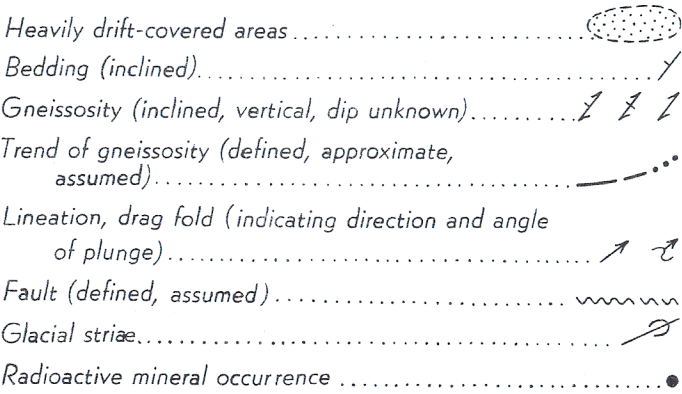 Heavily drift-covered areas
Bedding (inclined)
Gneissosity (inclined, vertical, dip unknown)
Trend of gneissosity (defined, approximate,
assumed)
Lineation, drag fold (indicating direction and angle
of plunge)
Fault (defined, assumed)
Glacial striae
Radioactive mineral occurrence